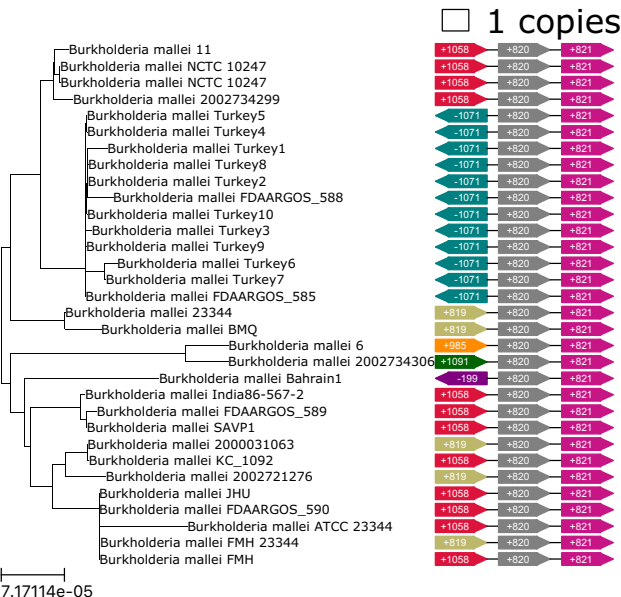 1 copies
Burkholderia mallei 11 +1058 +820 +821
Burkholderia mallei NCTC 10247 +1058 +820 +821
Burkholderia mallei NCTC 10247 +1058 +820 +821
Burkholderia mallei 2002734299 +1058 +820 +821
Burkholderia mallei Turkey5 -1071 +820 +821
Burkholderia mallei Turkey4 -1071 +820 +821
Burkholderia mallei Turkey1 -1071 +820 +821
Burkholderia mallei Turkey8 -1071 +820 +821
Burkholderia mallei Turkey2 -1071 +820 +821
Burkholderia mallei FDAARGOS_588 -1071 +820 +821
Burkholderia mallei Turkey10 -1071 +820 +821
Burkholderia mallei Turkey3 -1071 +820 +821
Burkholderia mallei Turkey9 -1071 +820 +821
Burkholderia mallei Turkey6 -1071 +820 +821
Burkholderia mallei Turkey7 -1071 +820 +821
Burkholderia mallei FDAARGOS_585 -1071 +820 +821
Burkholderia mallei 23344 +819 +820 +821
Burkholderia mallei BMQ +819 +820 +821
Burkholderia mallei 6 +985 +820 +821
Burkholderia mallei 2002734306 +1091 +820 +821
Burkholderia mallei Bahrain1 -199 +820 +821
Burkholderia mallei India86-567-2 +1058 +820 +821
Burkholderia mallei FDAARGOS_589 +1058 +820 +821
Burkholderia mallei SAVP1 +1058 +820 +821
Burkholderia mallei 2000031063 +819 +820 +821
Burkholderia mallei KC_1092 +1058 +820 +821
Burkholderia mallei 2002721276 +819 +820 +821
Burkholderia mallei JHU +1058 +820 +821
Burkholderia mallei FDAARGOS_590 +1058 +820 +821
Burkholderia mallei ATCC 23344 +1058 +820 +821
Burkholderia mallei FMH 23344 +819 +820 +821
Burkholderia mallei FMH +1058 +820 +821
7.17114e-05